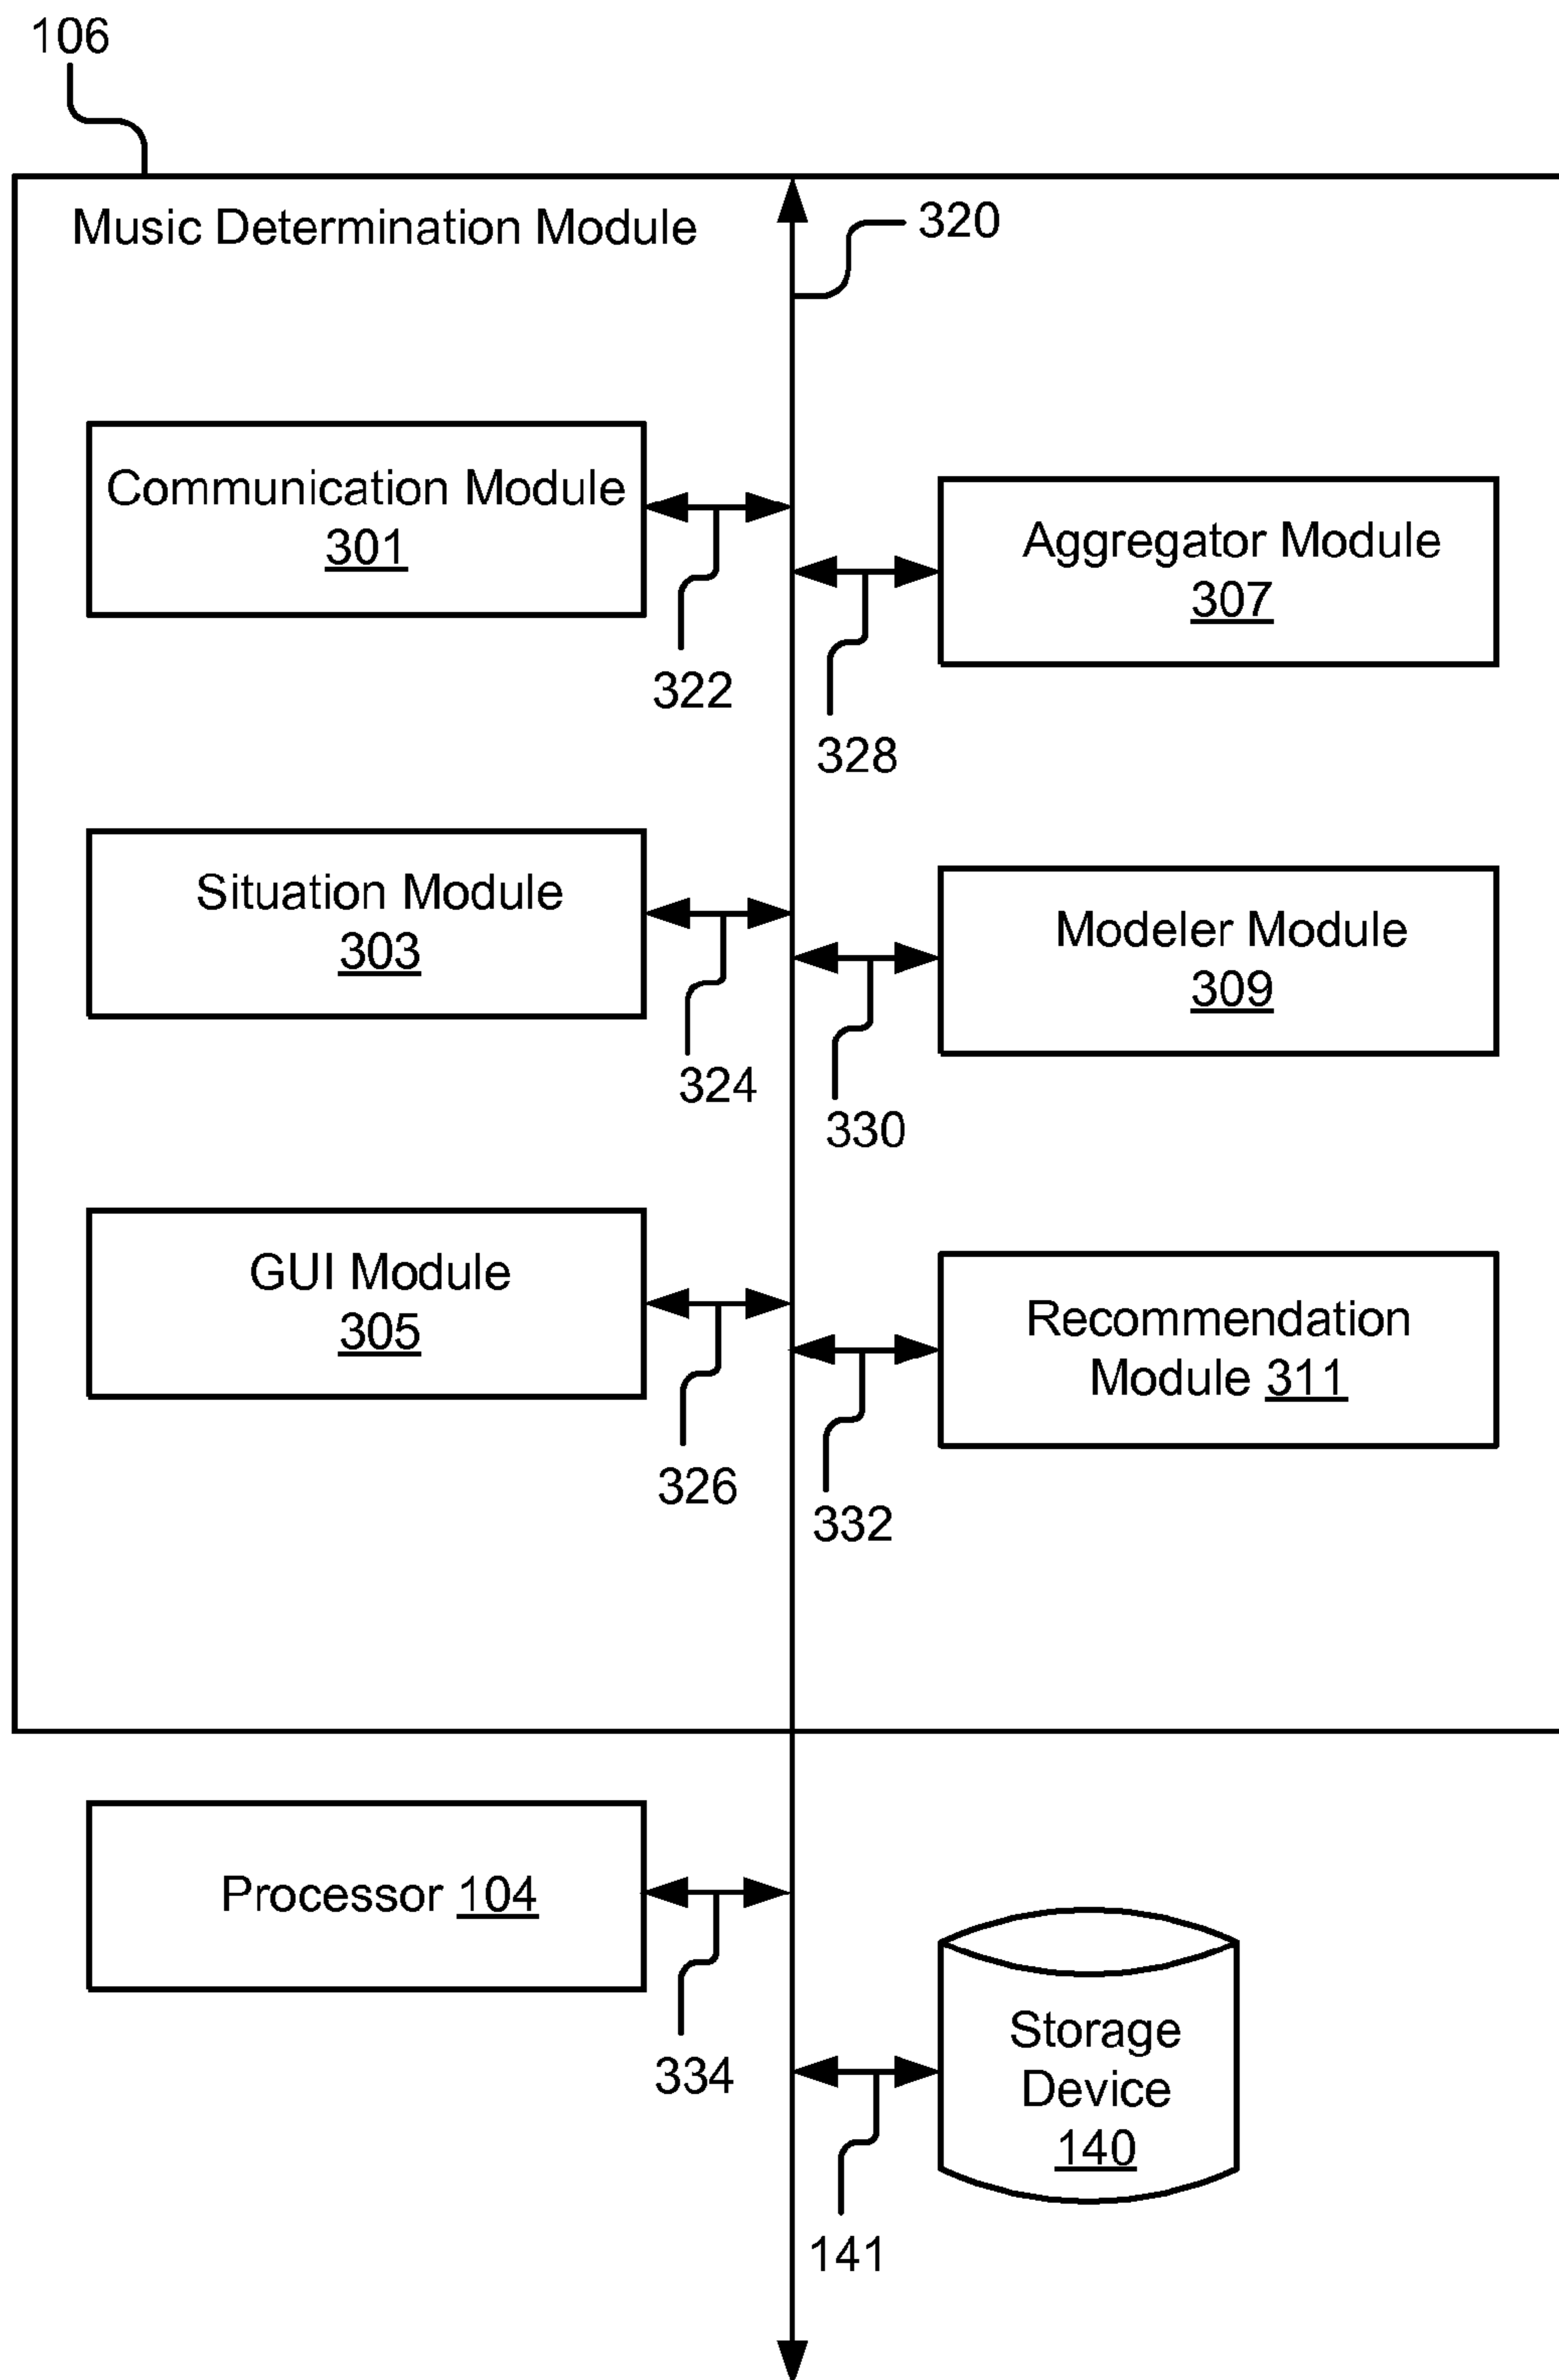 106
Music Determination Module
320
Communication Module
301
322
Aggregator Module
307
328
Situation Module
303
324
Modeler Module
309
330
GUI Module
305
326
Recommendation
Module 311
332
Processor 104
334
Storage
Device
140
141